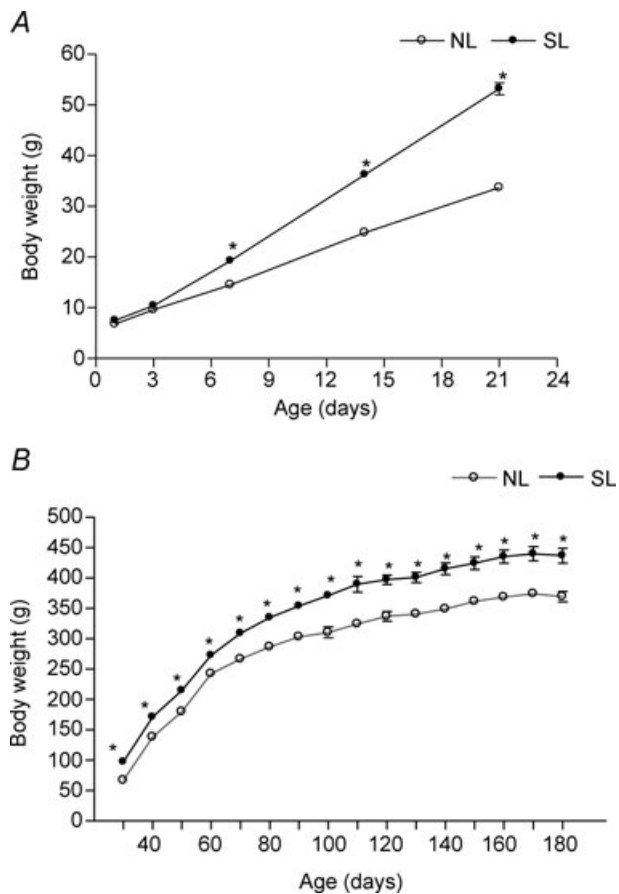 A
NL SL
60
50
40
30
20
10
0
Body weight (g)
* * *
0 3 6 9 12 15 18 21 24
Age (days)
B
NL SL
500
450
400
350
300
250
200
150
100
50
0
Body weight (g)
* * * * * * * * * * * * * * * *
40 60 80 100 120 140 160 180
Age (days)